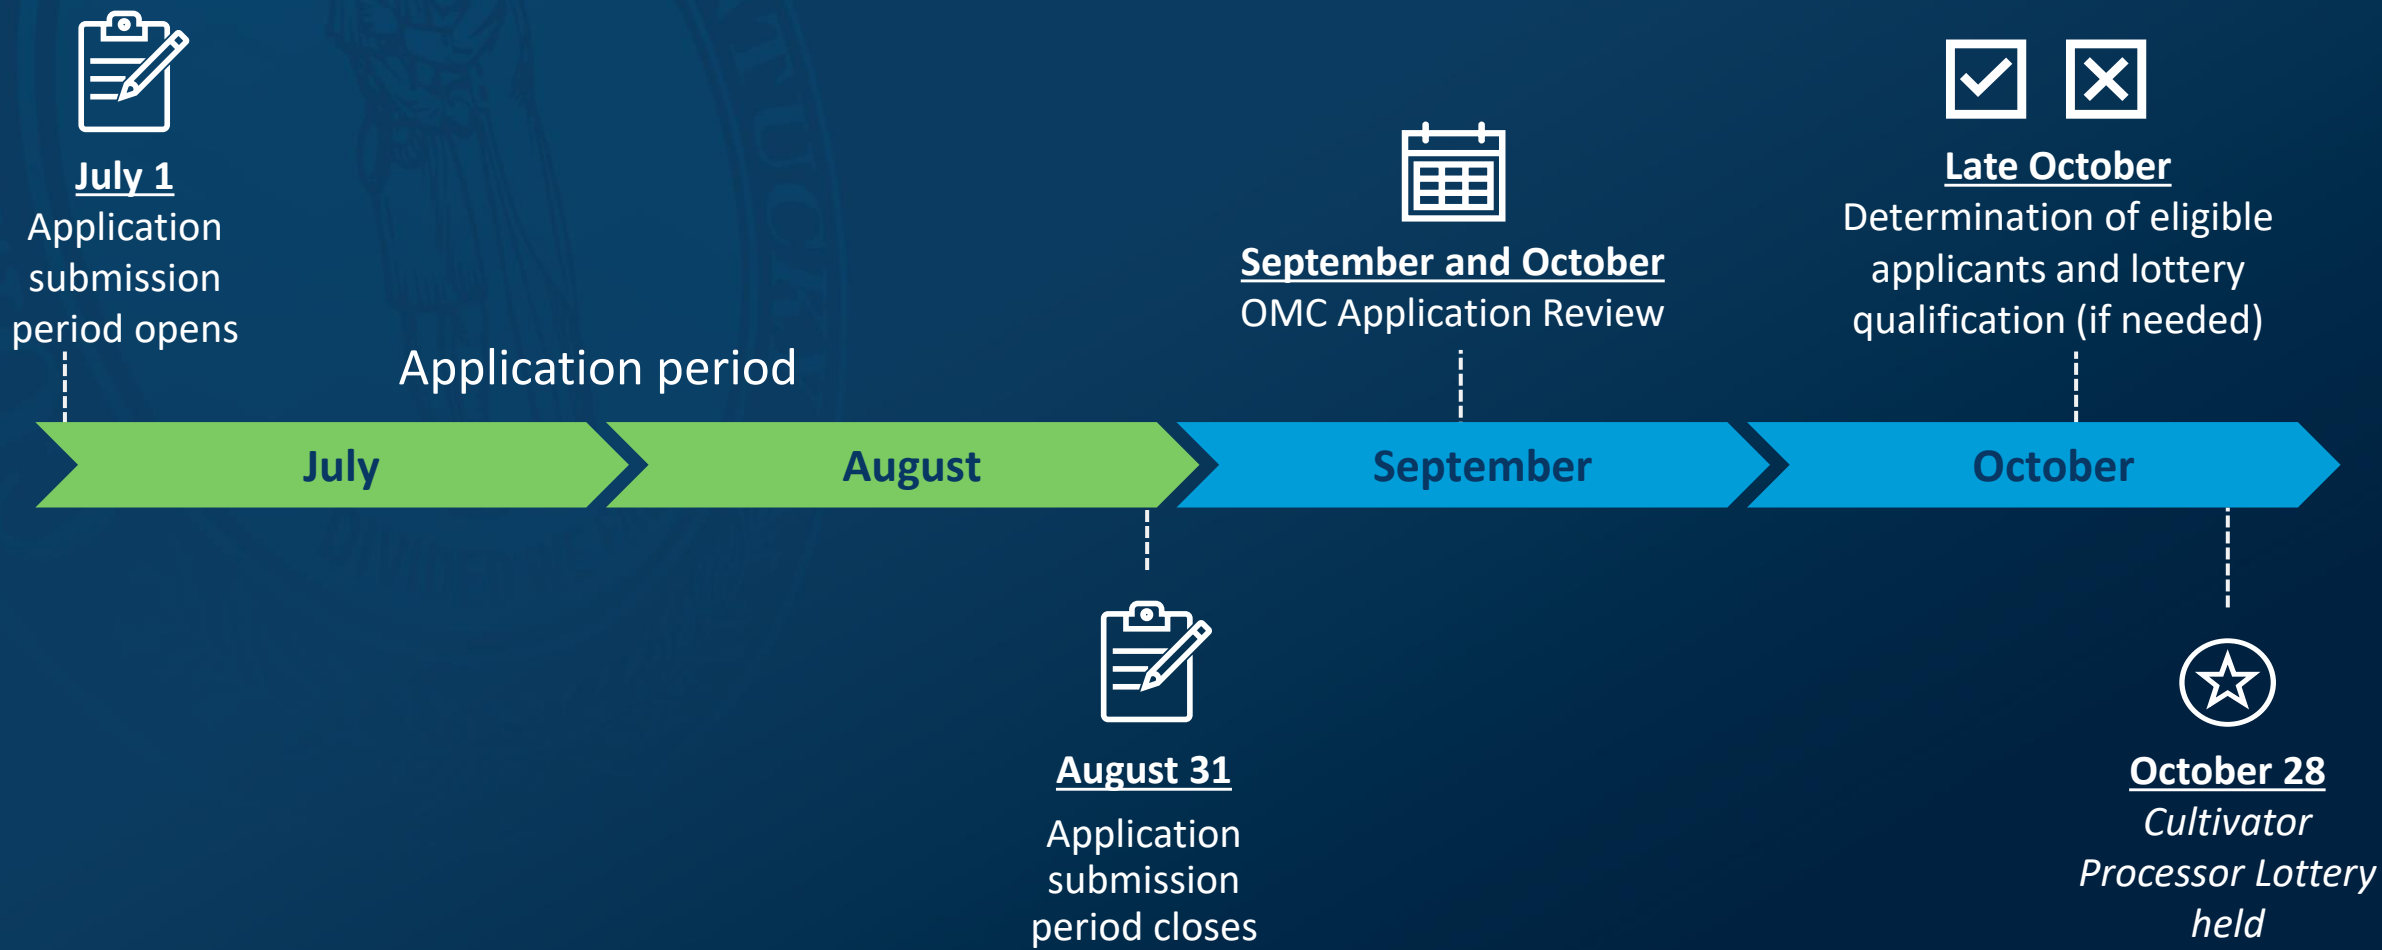 July 1
Application
submission
period opens
Application period
September and October
OMC Application Review
Late October
Determination of eligible
applicants and lottery
qualification (if needed)
July
August
September
October
August 31
Application
submission
period closes
October 28
Cultivator
Processor Lottery
held